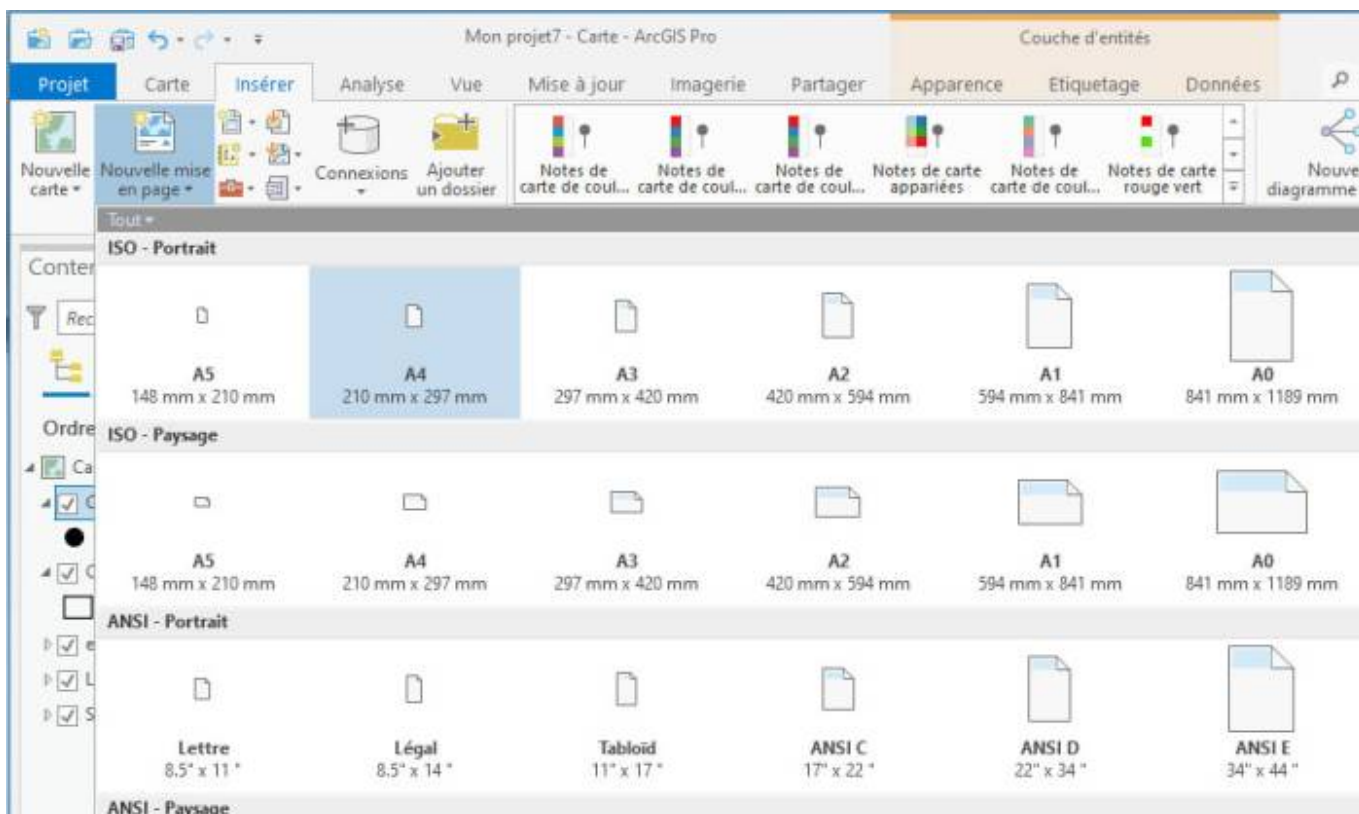 Mon projet7 - Carte - ArcGIS Pro
Couche d'entités
Projet Carte Insérer Analyse Vue Mise à jour Imagerie Partager Apparence Etiquetage Données
Nouvelle carte
Nouvelle mise en page
Connexions
Ajouter un dossier
Notes de carte de coul...
Notes de carte de coul...
Notes de carte de coul...
Notes de carte appariées
Notes de carte de coul...
Notes de carte rouge vert
Nouve
diagramme
Tout
Conter
Rec
Ordre
Ca
C
C
e
L
S
ISO - Portrait
A5 A4 A3 A2 A1 A0
148 mm x 210 mm 210 mm x 297 mm 297 mm x 420 mm 420 mm x 594 mm 594 mm x 841 mm 841 mm x 1189 mm
ISO - Paysage
A5 A4 A3 A2 A1 A0
148 mm x 210 mm 210 mm x 297 mm 297 mm x 420 mm 420 mm x 594 mm 594 mm x 841 mm 841 mm x 1189 mm
ANSI - Portrait
Lettre Légal Tabloïd ANSI C ANSI D ANSI E
8.5" x 11 " 8.5" x 14 " 11" x 17 " 17" x 22 " 22" x 34 " 34" x 44 "
ANSI - Paysage